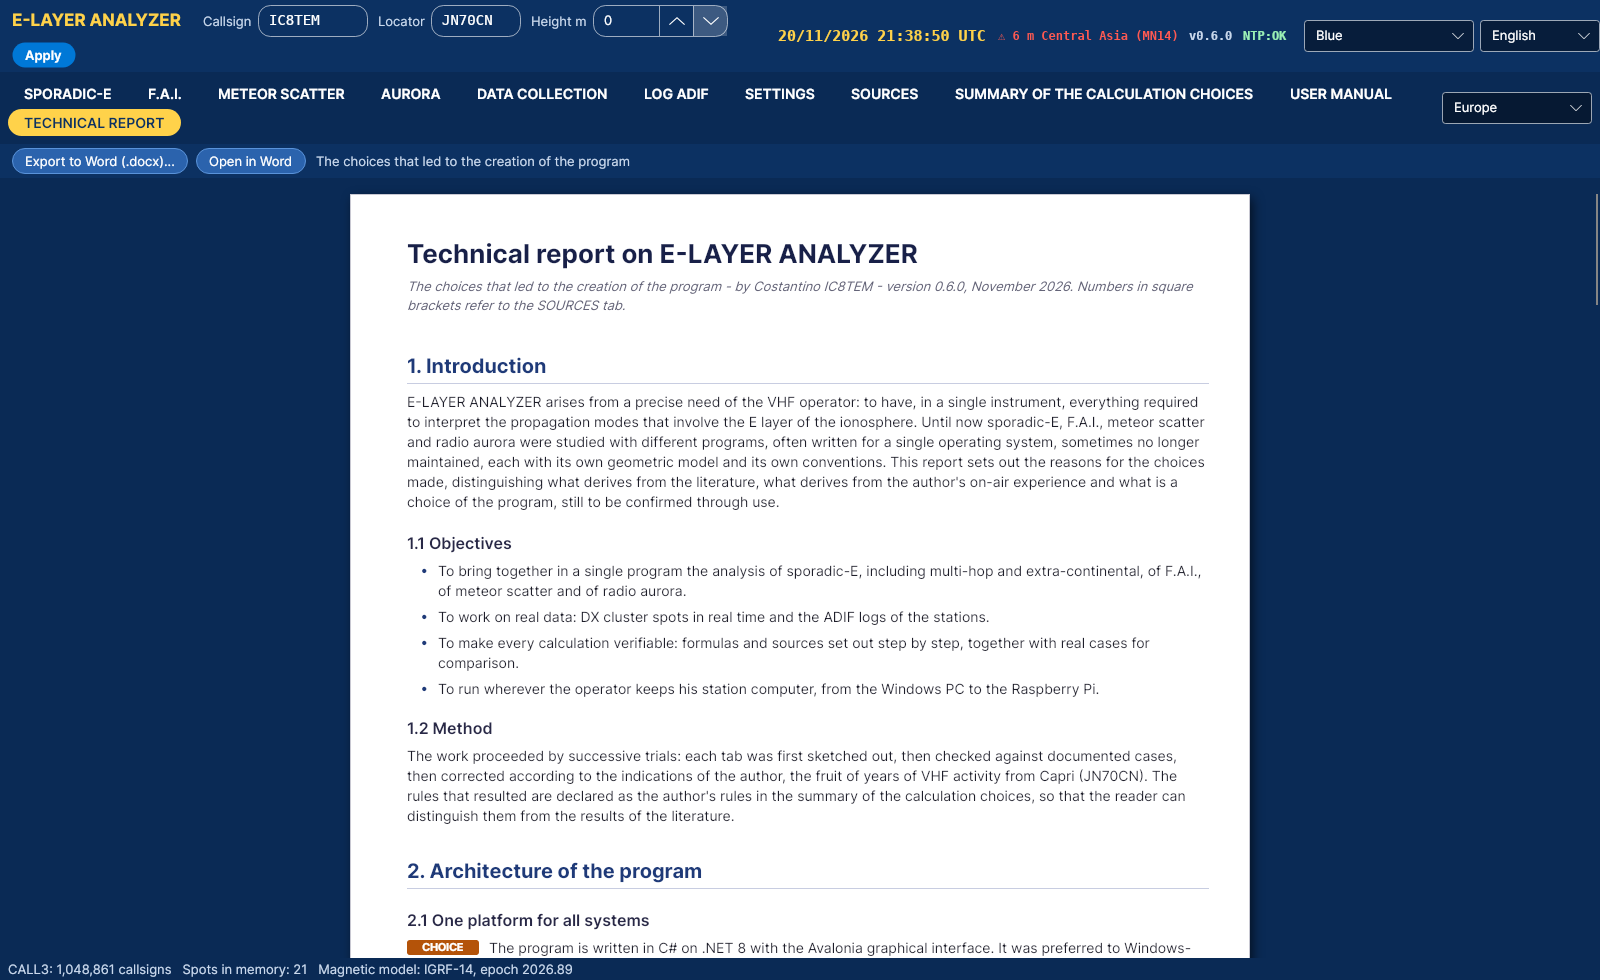 E-LAYER ANALYZER
Callsign IC8TEM Locator JN70CN Height m 0
20/11/2026 21:38:50 UTC ⚠ 6 m Central Asia (MN14) v0.6.0 NTP:OK
Blue
English
Apply
SPORADIC-E F.A.I. METEOR SCATTER AURORA DATA COLLECTION LOG ADIF SETTINGS SOURCES SUMMARY OF THE CALCULATION CHOICES USER MANUAL
TECHNICAL REPORT
Europe
Export to Word (.docx)... Open in Word The choices that led to the creation of the program
Technical report on E-LAYER ANALYZER
The choices that led to the creation of the program - by Costantino IC8TEM - version 0.6.0, November 2026. Numbers in square
brackets refer to the SOURCES tab.
1. Introduction
E-LAYER ANALYZER arises from a precise need of the VHF operator: to have, in a single instrument, everything required
to interpret the propagation modes that involve the E layer of the ionosphere. Until now sporadic-E, F.A.I., meteor scatter
and radio aurora were studied with different programs, often written for a single operating system, sometimes no longer
maintained, each with its own geometric model and its own conventions. This report sets out the reasons for the choices
made, distinguishing what derives from the literature, what derives from the author's on-air experience and what is a
choice of the program, still to be confirmed through use.
1.1 Objectives
• To bring together in a single program the analysis of sporadic-E, including multi-hop and extra-continental, of F.A.I.,
of meteor scatter and of radio aurora.
• To work on real data: DX cluster spots in real time and the ADIF logs of the stations.
• To make every calculation verifiable: formulas and sources set out step by step, together with real cases for
comparison.
• To run wherever the operator keeps his station computer, from the Windows PC to the Raspberry Pi.
1.2 Method
The work proceeded by successive trials: each tab was first sketched out, then checked against documented cases,
then corrected according to the indications of the author, the fruit of years of VHF activity from Capri (JN70CN). The
rules that resulted are declared as the author's rules in the summary of the calculation choices, so that the reader can
distinguish them from the results of the literature.
2. Architecture of the program
2.1 One platform for all systems
CHOICE The program is written in C# on .NET 8 with the Avalonia graphical interface. It was preferred to Windows-
CALL3: 1,048,861 callsigns Spots in memory: 21 Magnetic model: IGRF-14, epoch 2026.89